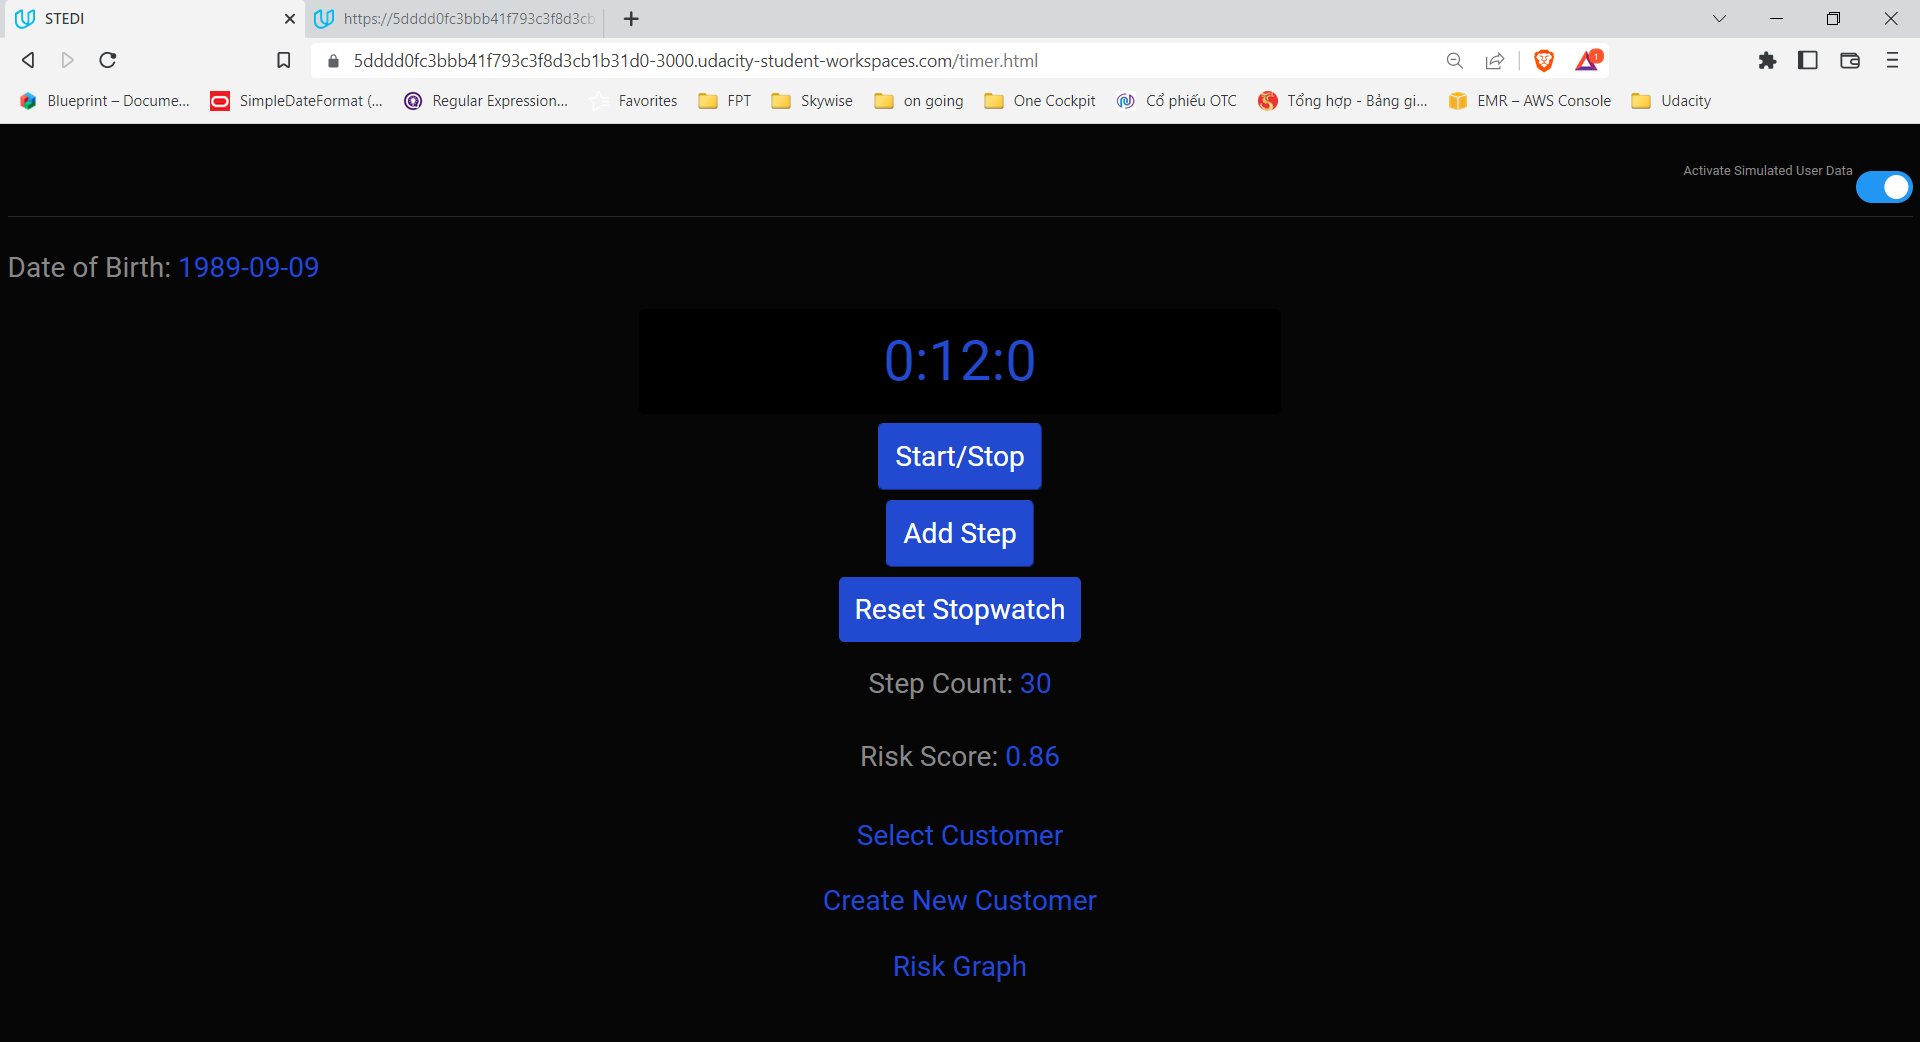 STEDI
https://5dddd0fc3bbb41f793c3f8d3cb
5dddd0fc3bbb41f793c3f8d3cb1b31d0-3000.udacity-student-workspaces.com/timer.html
1
Blueprint – Docume... SimpleDateFormat (... Regular Expression... Favorites FPT Skywise on going One Cockpit Cổ phiếu OTC Tổng hợp - Bảng gi... EMR – AWS Console Udacity
Activate Simulated User Data
Date of Birth: 1989-09-09
0:12:0
Start/Stop
Add Step
Reset Stopwatch
Step Count: 30
Risk Score: 0.86
Select Customer
Create New Customer
Risk Graph